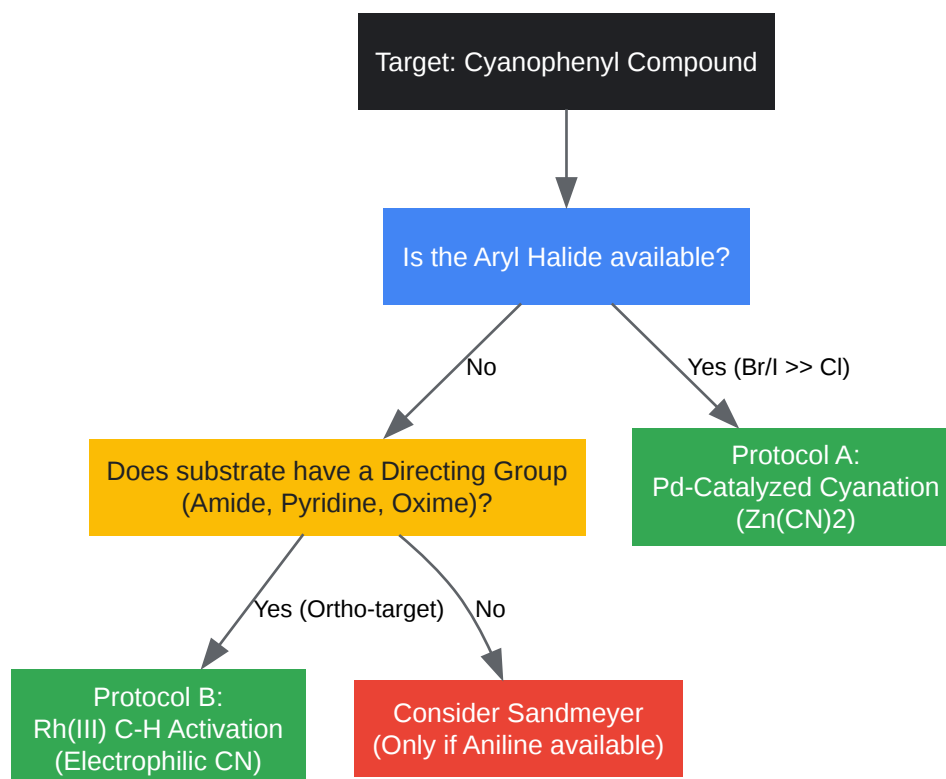 Target: Cyanophenyl Compound
Is the Aryl Halide available?
No
Yes (Br/I >> Cl)
Does substrate have a Directing Group
(Amide, Pyridine, Oxime)?
Protocol A:
Pd-Catalyzed Cyanation
(Zn(CN)2)
Yes (Ortho-target)
No
Protocol B:
Rh(III) C-H Activation
(Electrophilic CN)
Consider Sandmeyer
(Only if Aniline available)